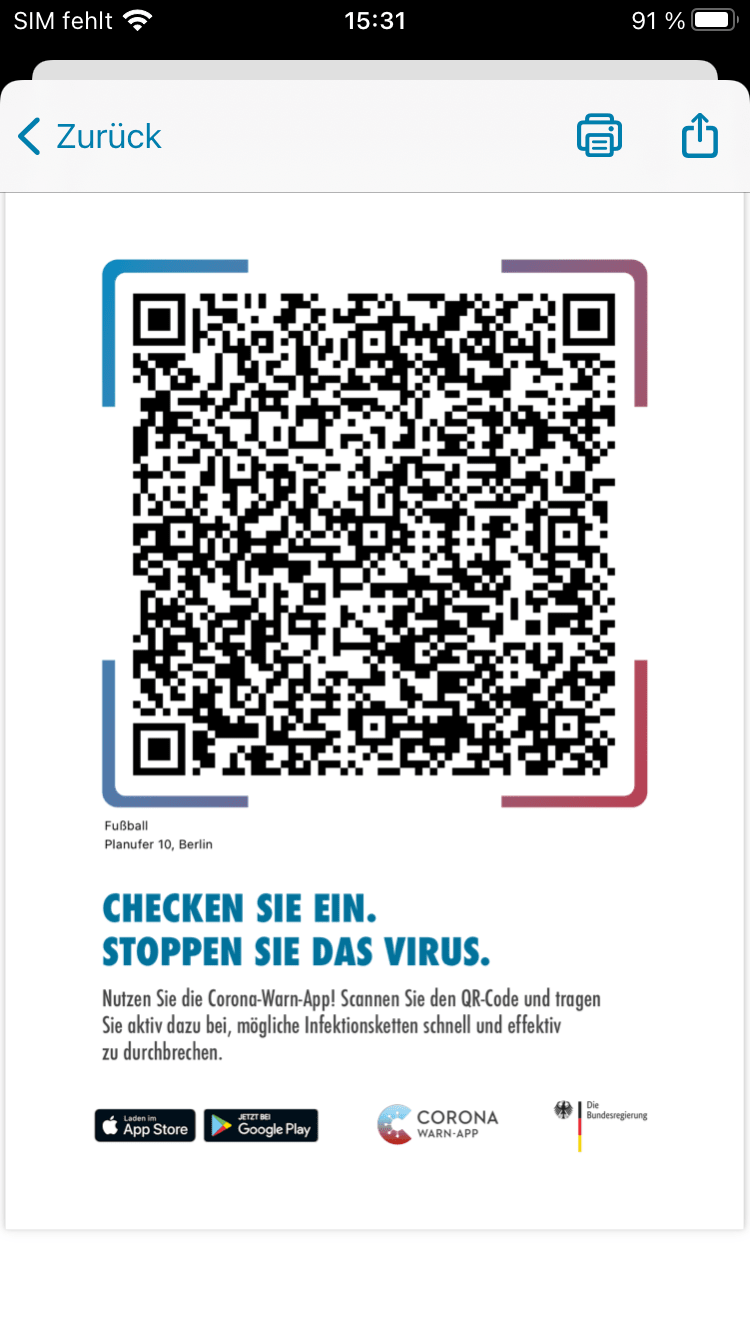 SIM fehlt
15:31
91 %
Zurück
Fußball
Planufer 10, Berlin
CHECKEN SIE EIN.
STOPPEN SIE DAS VIRUS.
Nutzen Sie die Corona-Warn-App! Scannen Sie den QR-Code und tragen
Sie aktiv dazu bei, mögliche Infektionsketten schnell und effektiv
zu durchbrechen.
Laden im
App Store
JETZT BEI
Google Play
CORONA
WARN-APP
Die
Bundesregierung